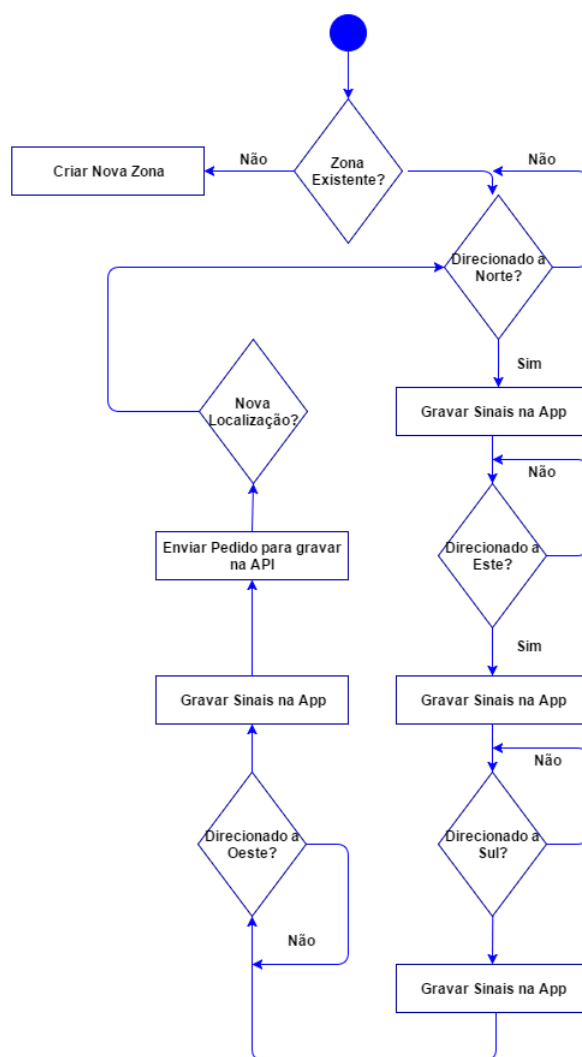 Não
Zona
Existente?
Não
Criar Nova Zona
Direcionado a
Norte?
Sim
Nova
Localização?
Gravar Sinais na App
Não
Enviar Pedido para gravar
na API
Direcionado a
Este?
Sim
Gravar Sinais na App
Gravar Sinais na App
Não
Direcionado a
Oeste?
Direcionado a
Sul?
Não
Gravar Sinais na App